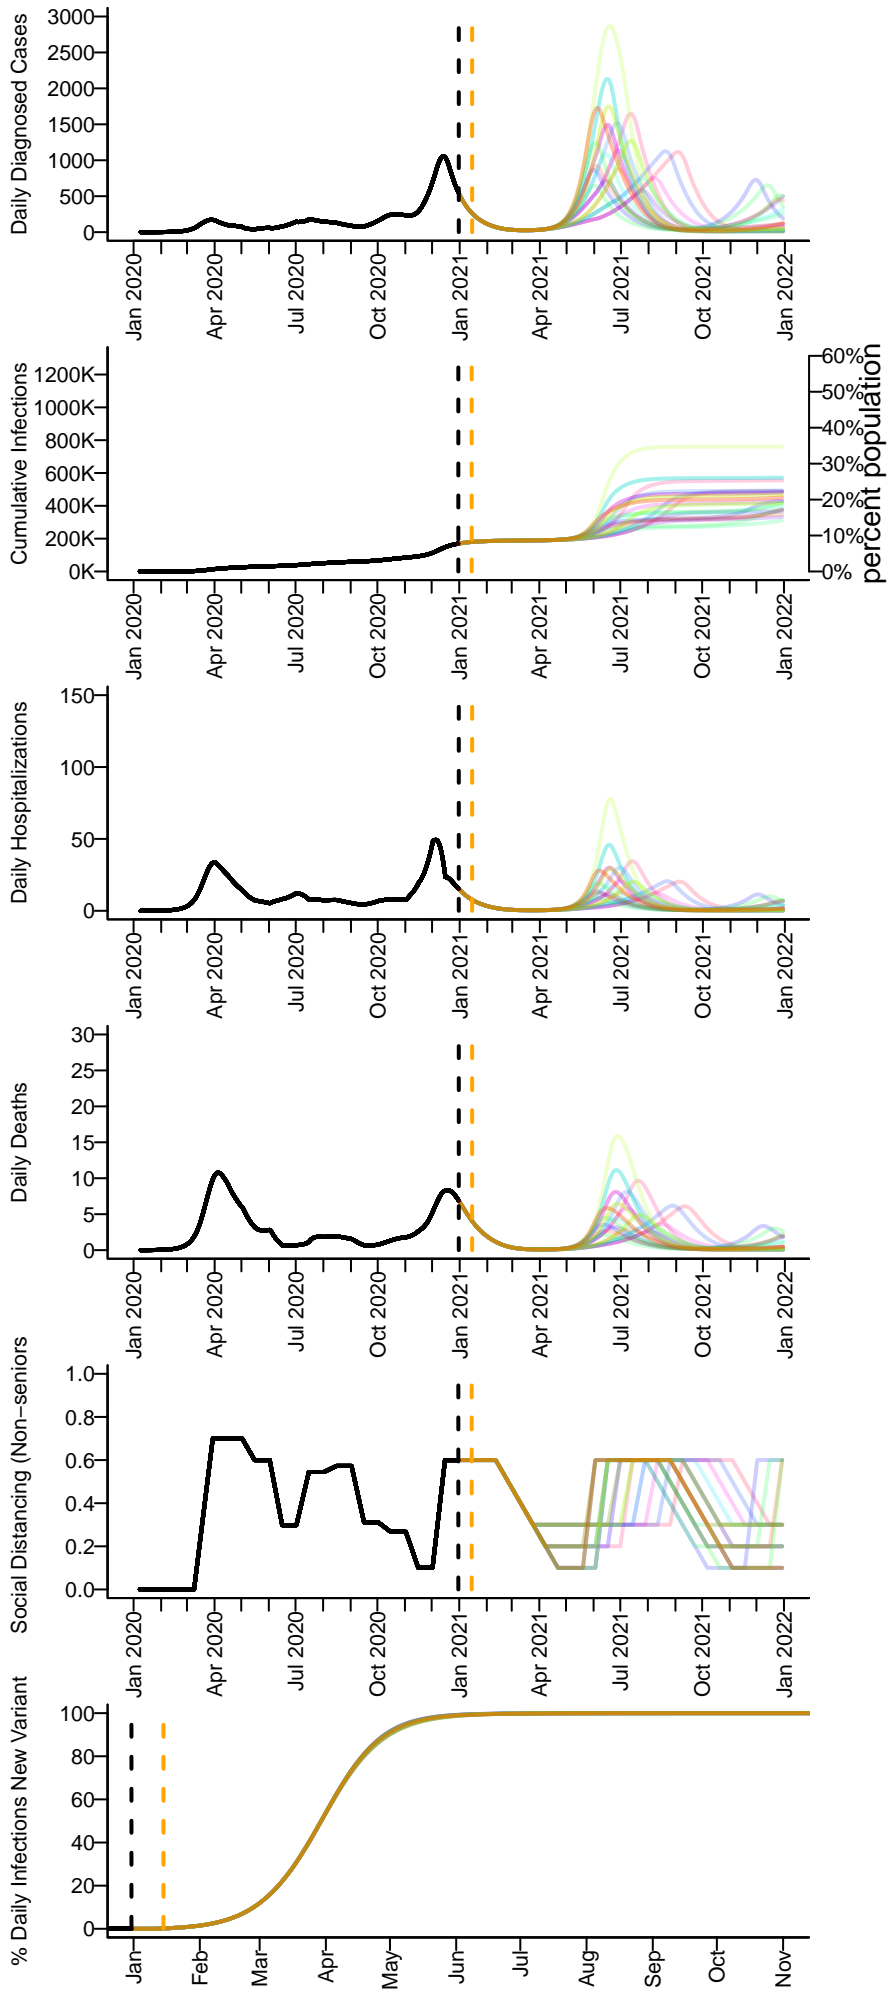 Daily Diagnosed Cases
3000
2500
2000
1500
1000
500
0
Jan 2020
Apr 2020
Jul 2020
Oct 2020
Jan 2021
Apr 2021
Jul 2021
Oct 2021
Jan 2022
Cumulative Infections
1200K
1000K
800K
600K
400K
200K
0K
60%
50%
40%
30%
20%
10%
0%
percent population
Jan 2020
Apr 2020
Jul 2020
Oct 2020
Jan 2021
Apr 2021
Jul 2021
Oct 2021
Jan 2022
Daily Hospitalizations
150
100
50
0
Jan 2020
Apr 2020
Jul 2020
Oct 2020
Jan 2021
Apr 2021
Jul 2021
Oct 2021
Jan 2022
Daily Deaths
30
25
20
15
10
5
0
Jan 2020
Apr 2020
Jul 2020
Oct 2020
Jan 2021
Apr 2021
Jul 2021
Oct 2021
Jan 2022
Social Distancing (Non−seniors
1.0
0.8
0.6
0.4
0.2
0.0
Jan 2020
Apr 2020
Jul 2020
Oct 2020
Jan 2021
Apr 2021
Jul 2021
Oct 2021
Jan 2022
% Daily Infections New Variant
100
80
60
40
20
0
Jan
Feb
Mar
Apr
May
Jun
Jul
Aug
Sep
Oct
Nov